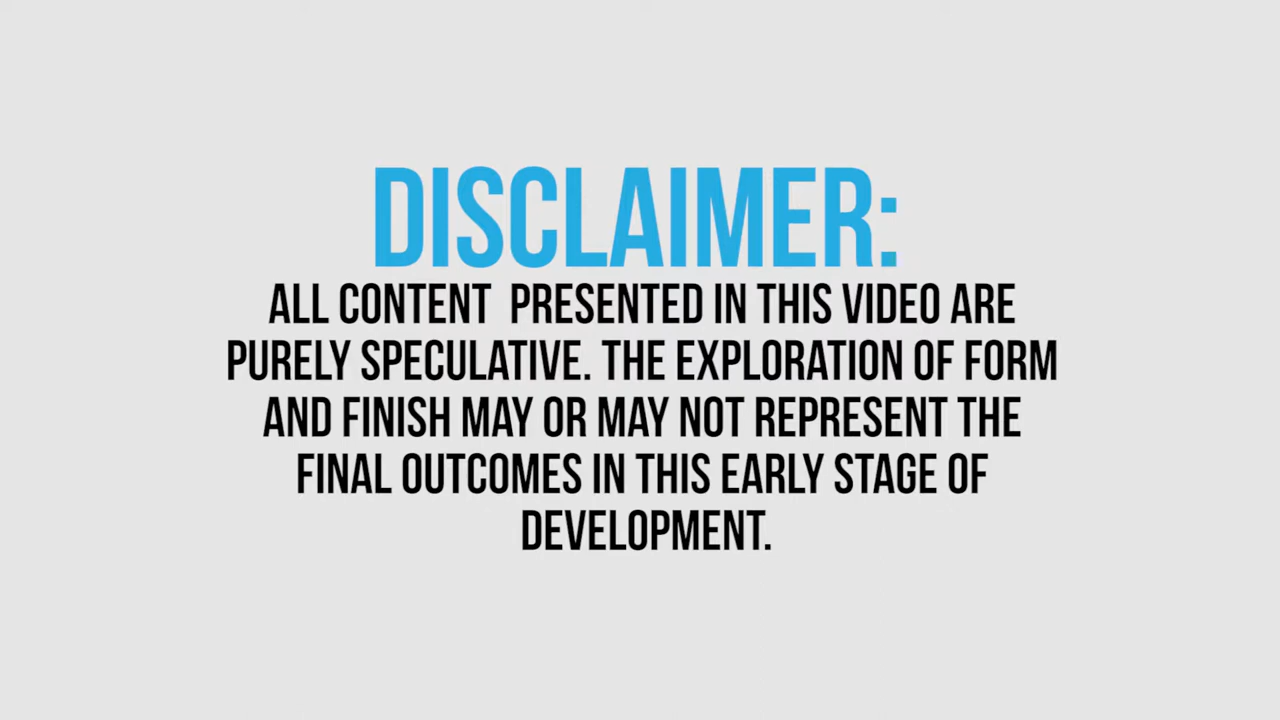 DISCLAIMER:
ALL CONTENT  PRESENTED IN THIS VIDEO ARE
PURELY SPECULATIVE. THE EXPLORATION OF FORM
AND FINISH MAY OR MAY NOT REPRESENT THE
FINAL OUTCOMES IN THIS EARLY STAGE OF
DEVELOPMENT.